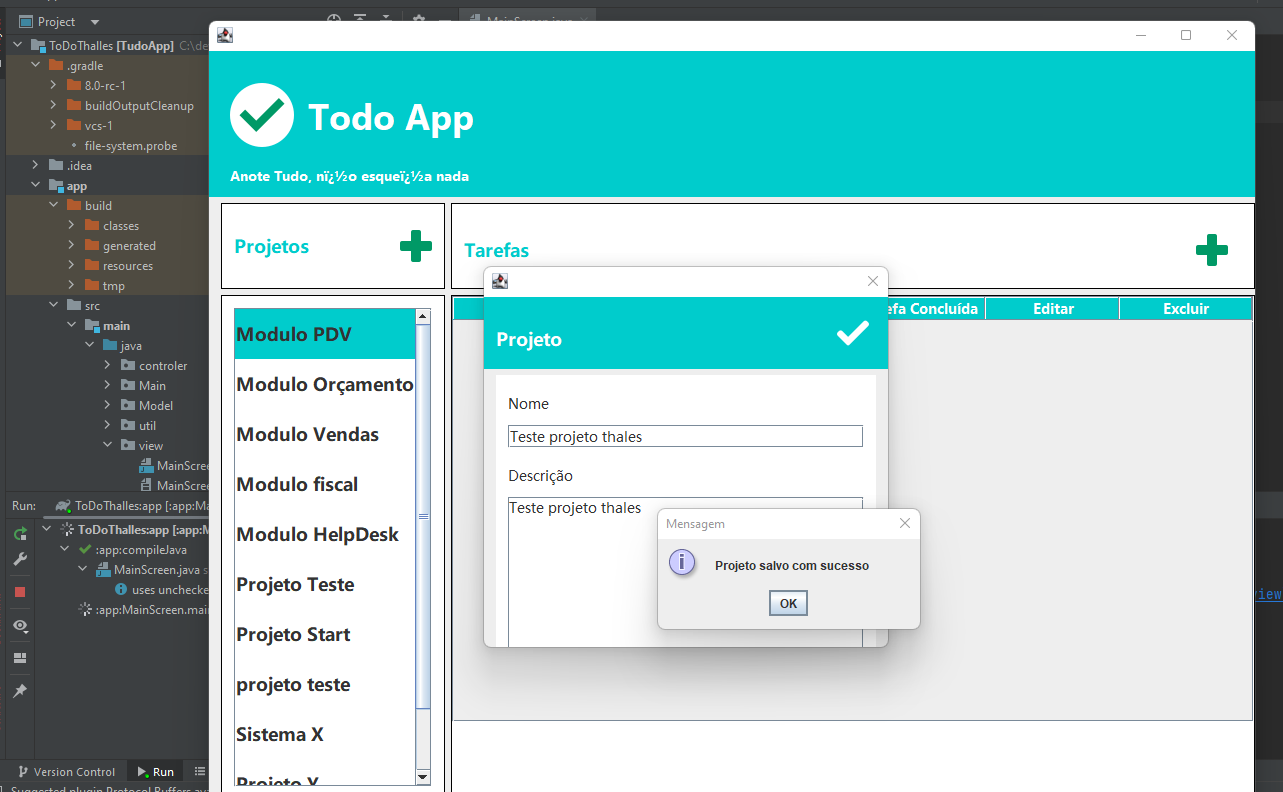 Project
MainScreen.java
ToDoThalles [TudoApp] C:\de
.gradle
8.0-rc-1
buildOutputCleanup
vcs-1
file-system.probe
.idea
app
build
classes
generated
resources
tmp
src
main
java
controler
Main
Model
util
view
MainScree
MainScree
Run:
ToDoThalles:app [:app:Ma
ToDoThalles:app [:app:M
:app:compileJava
MainScreen.java s
uses unchecke
:app:MainScreen.mai
Version Control
Run
Todo App
Anote Tudo, nï¿½o esqueï¿½a nada
Projetos
Tarefas
Modulo PDV
Modulo Orçamento
Modulo Vendas
Modulo fiscal
Modulo HelpDesk
Projeto Teste
Projeto Start
projeto teste
Sistema X
Projeto Y
efa Concluída
Editar
Excluir
Projeto
Nome
Teste projeto thales
Descrição
Teste projeto thales
Mensagem
Projeto salvo com sucesso
OK
view
Suggested plugin Protocol Buffers av